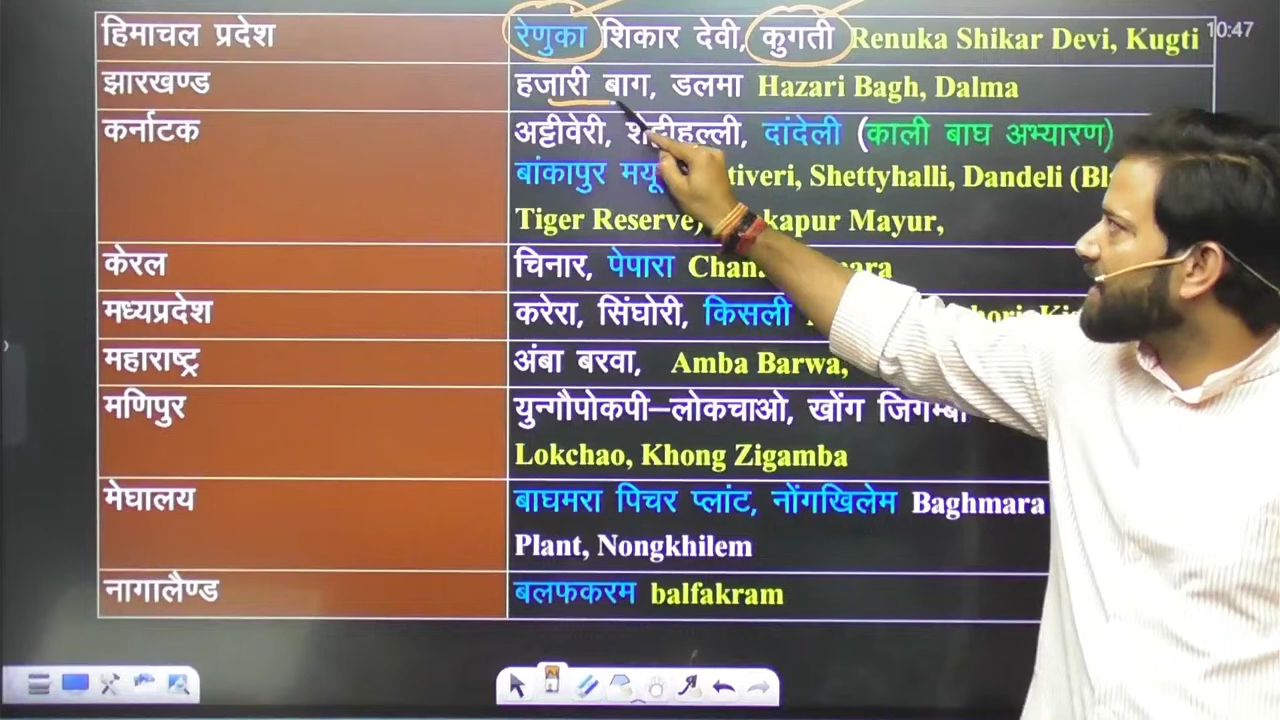 10:47
हिमाचल प्रदेश रेणुका शिकार देवी, कुगती Renuka Shikar Devi, Kugti
झारखण्ड हजारी बाग, डलमा Hazari Bagh, Dalma
कर्नाटक अट्टीवेरी, दांदेली (काली बाघ अभ्यारण)
बांकापुर Shettyhalli, Dandeli
Tiger Reserve) Mayur,
केरल चिनार, पेपारा
मध्यप्रदेश करेरा, सिंघोरी, किसली
महाराष्ट्र अंबा बरवा, Amba Barwa,
मणिपुर युन्गौपोकपी–लोकचाओ, खोंग
Lokchao, Khong Zigamba
मेघालय बाघमरा पिचर प्लांट, नोंगखिलेम Baghmara
Plant, Nongkhilem
नागालैण्ड बलफकरम balfakram